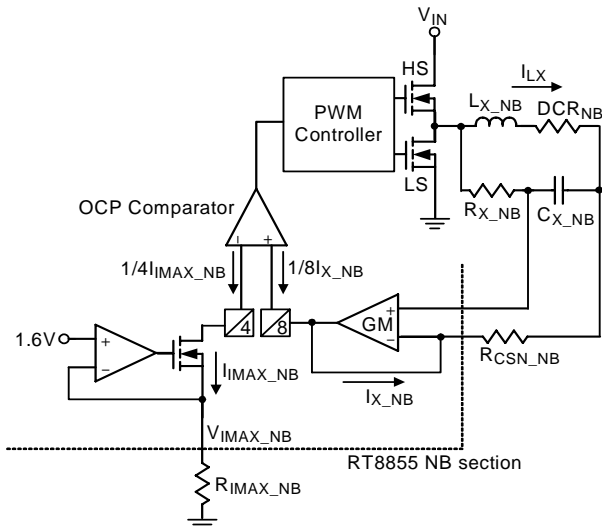 V_IN
HS
I_LX
L_X_NB
DCR_NB
PWM
Controller
LS
R_X_NB
C_X_NB
OCP Comparator
− +
1/4I_IMAX_NB
1/8I_X_NB
4
8
GM
+
−
1.6V
+
−
R_CSN_NB
I_IMAX_NB
I_X_NB
V_IMAX_NB
RT8855 NB section
R_IMAX_NB